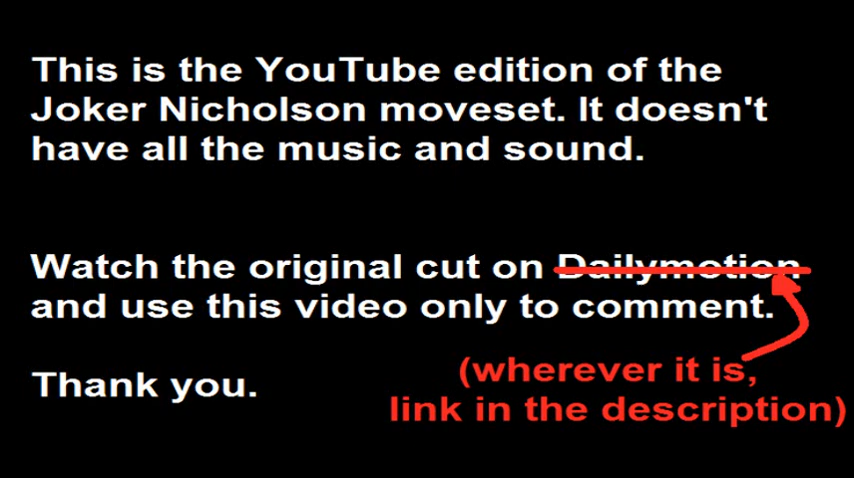 This is the YouTube edition of the
Joker Nicholson moveset. It doesn't
have all the music and sound.
Watch the original cut on Dailymotion
and use this video only to comment.
(wherever it is,
Thank you.
link in the description)